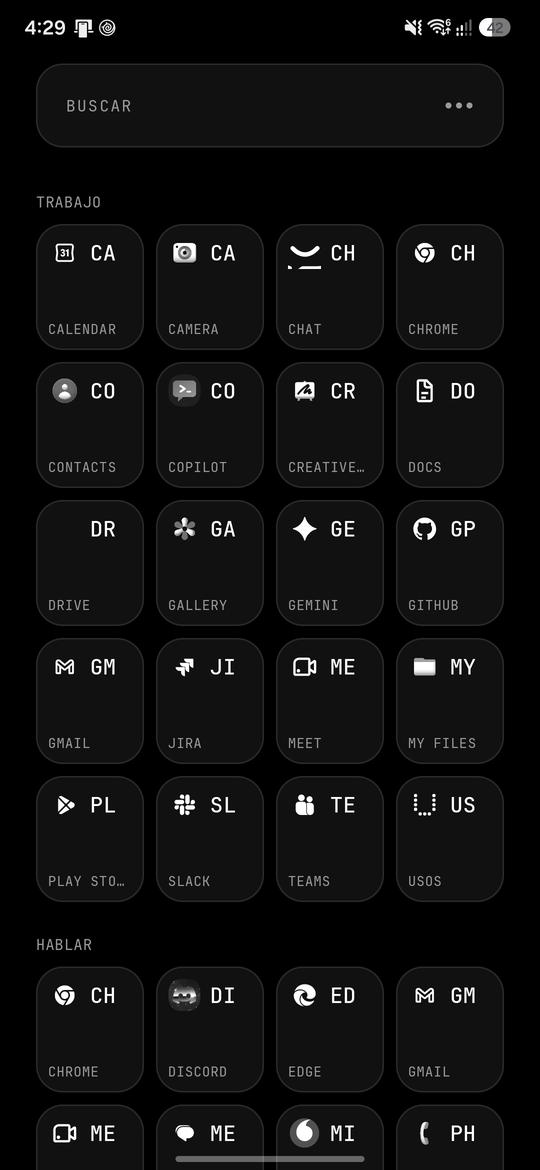 4:29
6
42
BUSCAR
TRABAJO
31 CA CA CH CH
CALENDAR CAMERA CHAT CHROME
CO CO CR DO
CONTACTS COPILOT CREATIVE… DOCS
DR GA GE GP
DRIVE GALLERY GEMINI GITHUB
GM JI ME MY
GMAIL JIRA MEET MY FILES
PL SL TE US
PLAY STO… SLACK TEAMS USOS
HABLAR
CH DI ED GM
CHROME DISCORD EDGE GMAIL
ME ME MI PH